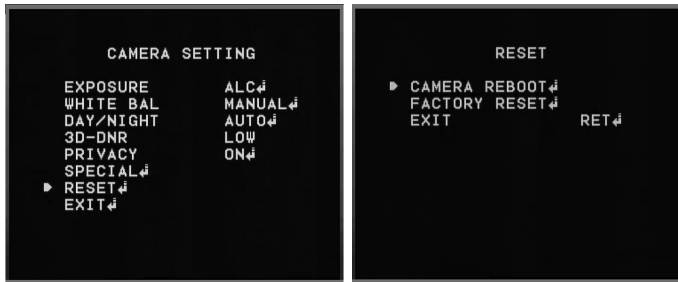 CAMERA SETTING
EXPOSURE ALC↲
WHITE BAL MANUAL↲
DAY/NIGHT AUTO↲
3D-DNR LOW
PRIVACY ON↲
SPECIAL↲
RESET↲
EXIT↲
RESET
CAMERA REBOOT↲
FACTORY RESET↲
EXIT RET↲